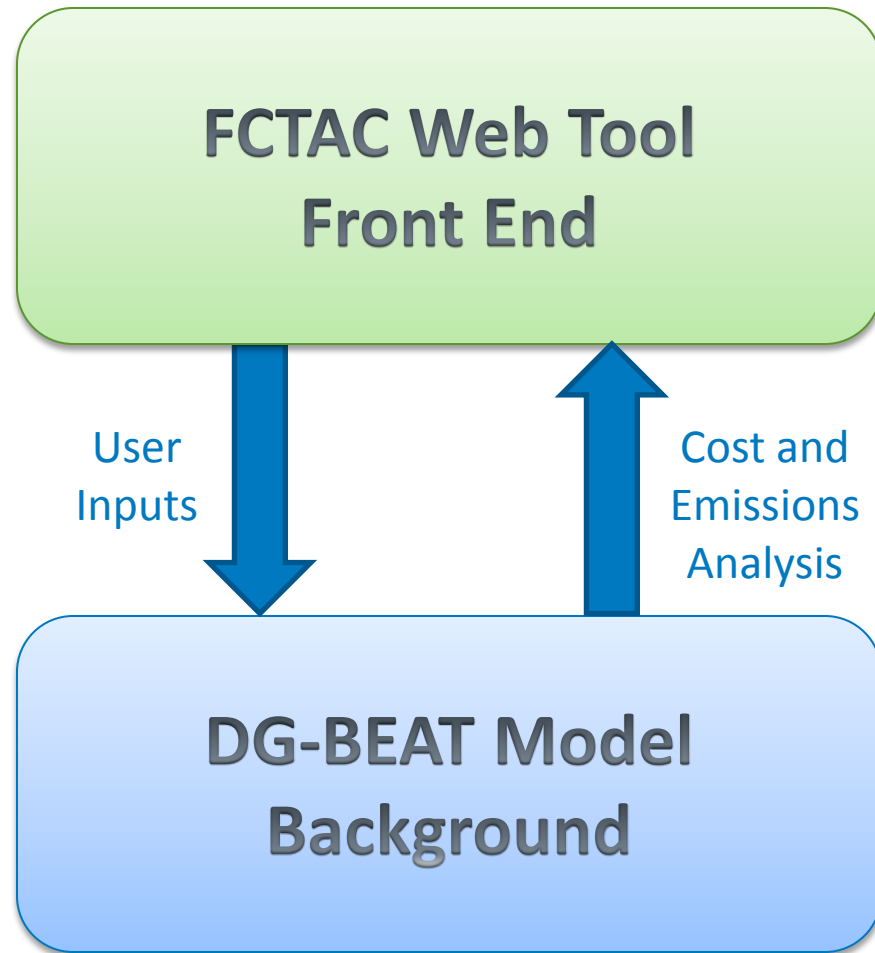 FCTAC Web Tool
Front End
User
Inputs
Cost and
Emissions
Analysis
DG-BEAT Model
Background